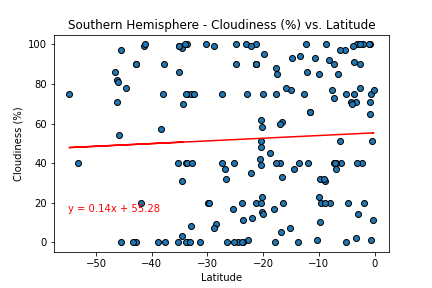 Southern Hemisphere - Cloudiness (%) vs. Latitude
100
80
60
40
20
0
Cloudiness (%)
y = 0.14x + 55.28
−50 −40 −30 −20 −10 0
Latitude